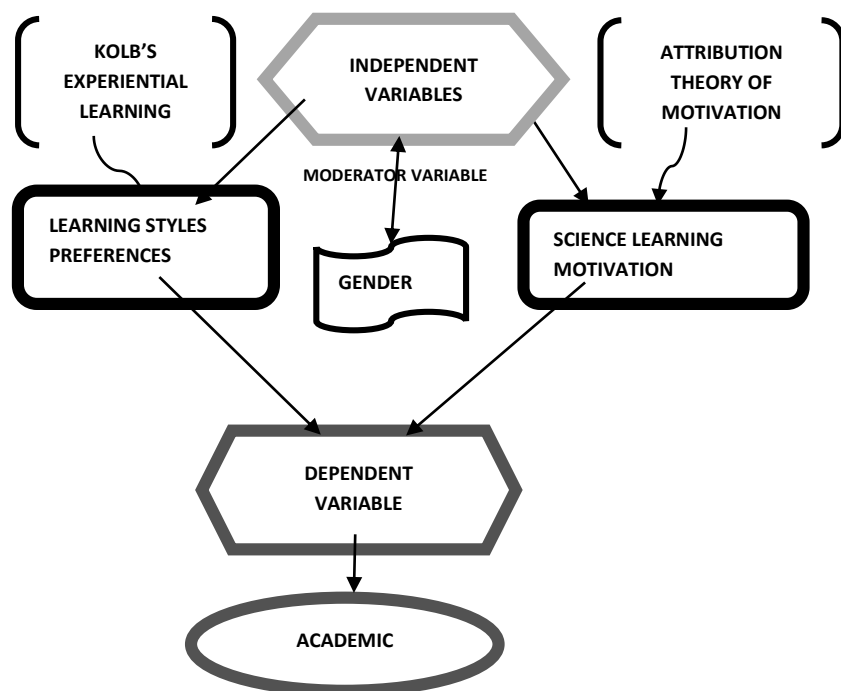 KOLB'S
EXPERIENTIAL
LEARNING
INDEPENDENT
VARIABLES
ATTRIBUTION
THEORY OF
MOTIVATION
MODERATOR VARIABLE
LEARNING STYLES
PREFERENCES
GENDER
SCIENCE LEARNING
MOTIVATION
DEPENDENT
VARIABLE
ACADEMIC